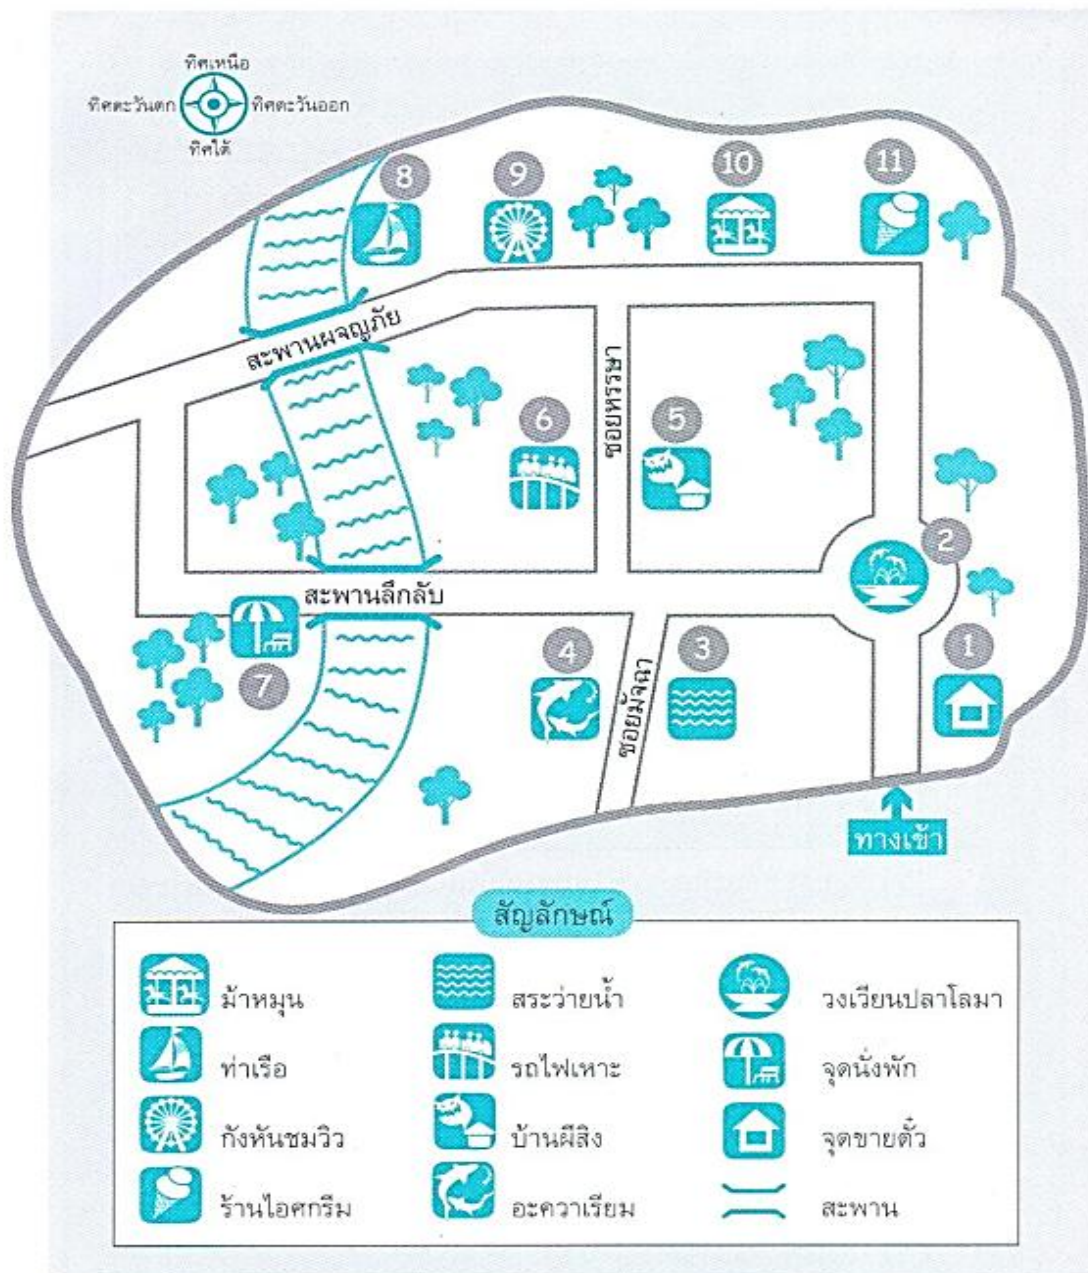 ทิศเหนือ
ทิศตะวันตก
ทิศตะวันออก
ทิศใต้
8
9
10
11
สะพานผจญภัย
ซอยหรรษา
6
5
2
สะพานลึกลับ
7
4
ซอยมัจฉา
3
1
ทางเข้า
สัญลักษณ์
ม้าหมุน
สระว่ายน้ำ
วงเวียนปลาโลมา
ท่าเรือ
รถไฟเหาะ
จุดนั่งพัก
กังหันชมวิว
บ้านผีสิง
จุดขายตั๋ว
ร้านไอศกรีม
อะควาเรียม
สะพาน